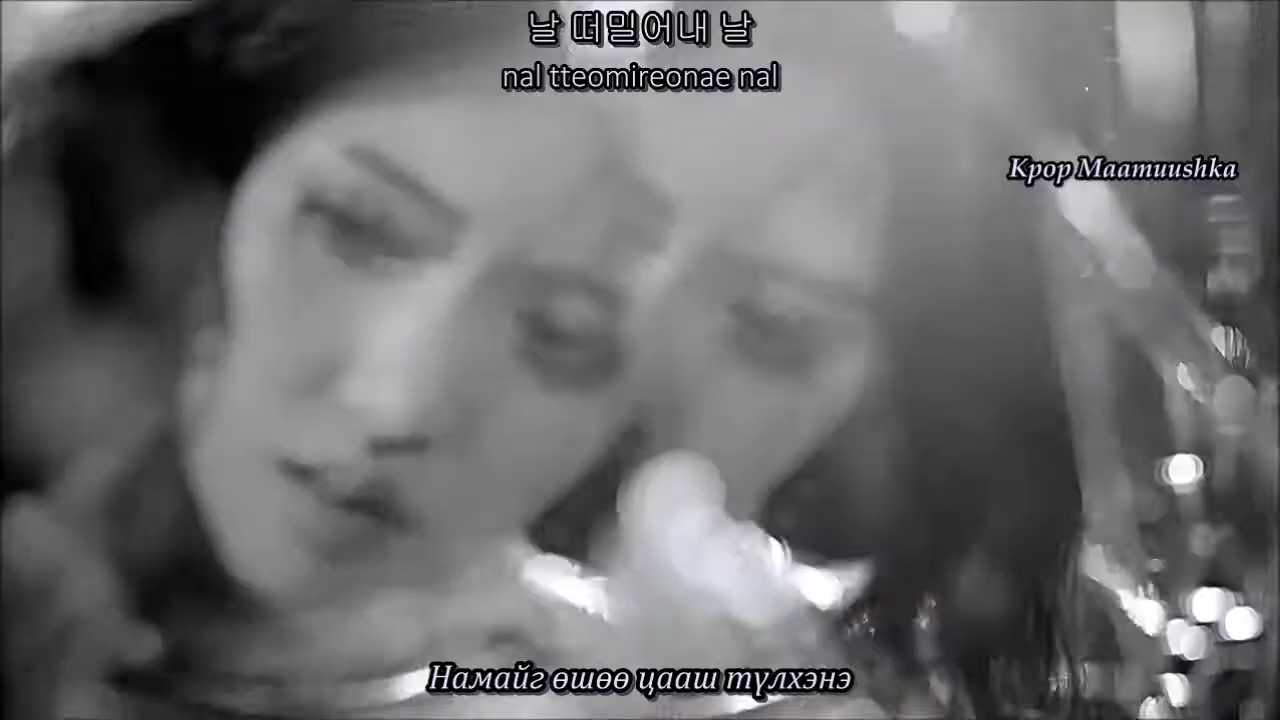 날 떠밀어내 날
nal tteomireonae nal
Kpop Maamuushka
Намайг өшөө цааш түлхэнэ